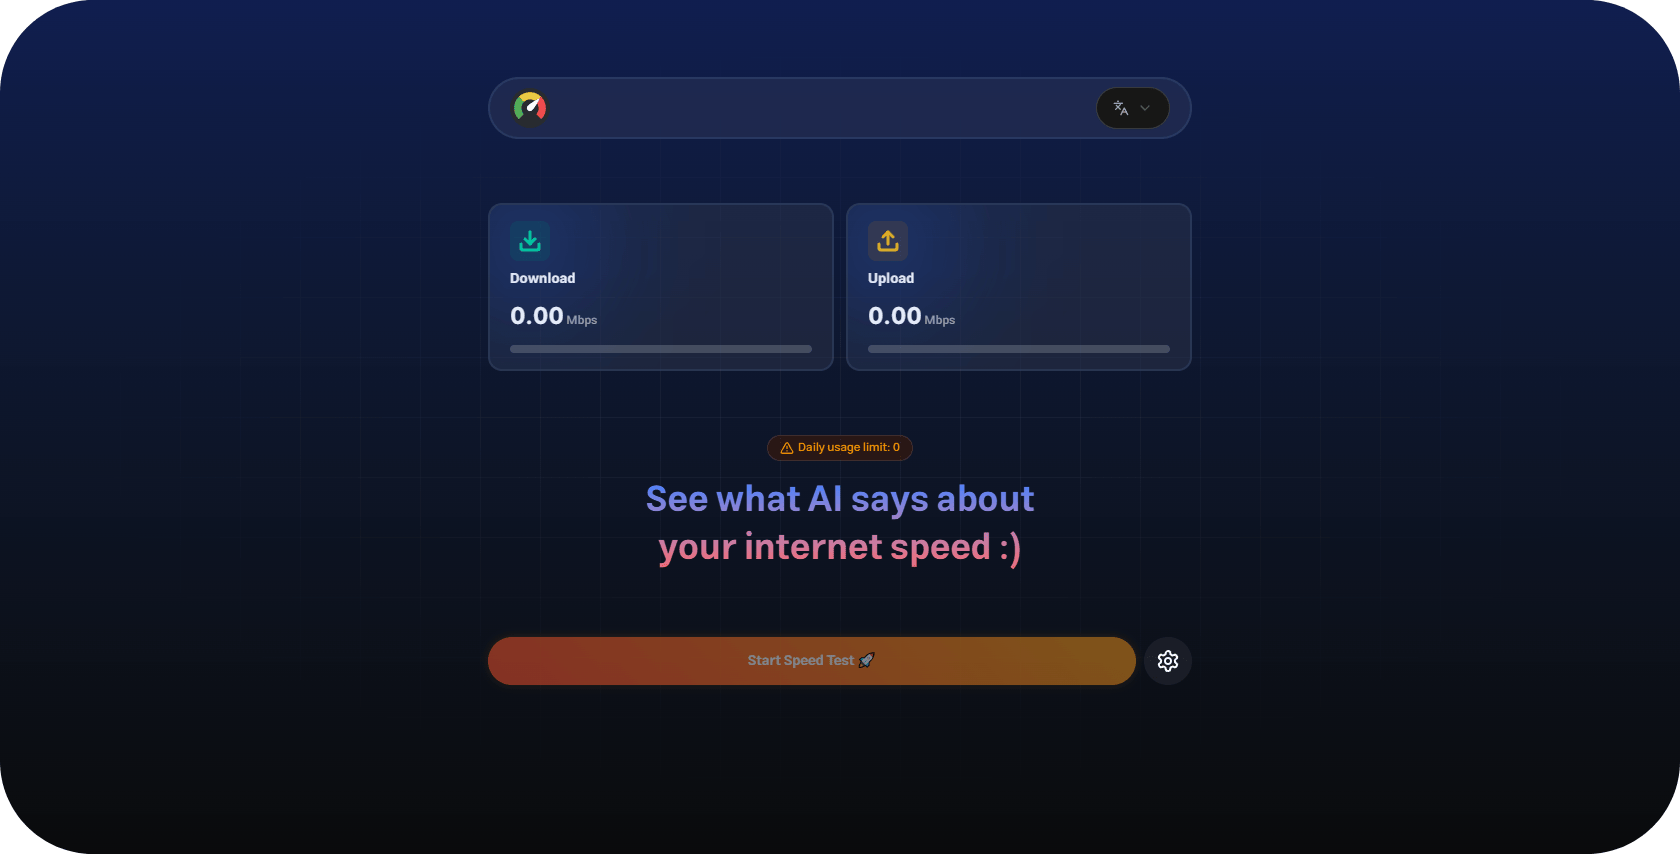 Download
0.00 Mbps
Upload
0.00 Mbps
Daily usage limit: 0
See what AI says about
your internet speed :)
Start Speed Test 🚀